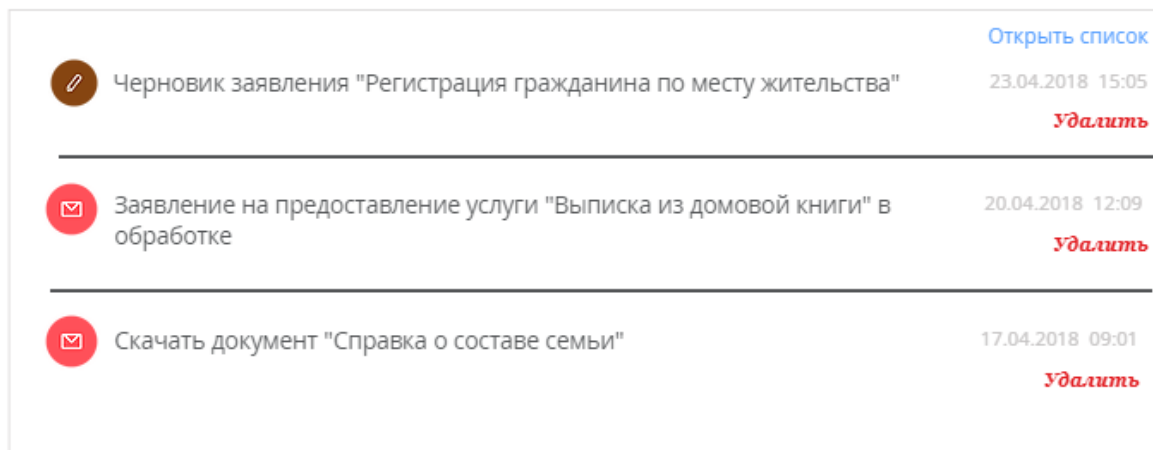 Открыть список
Черновик заявления "Регистрация гражданина по месту жительства"
23.04.2018 15:05
Удалить
Заявление на предоставление услуги "Выписка из домовой книги" в
обработке
20.04.2018 12:09
Удалить
Скачать документ "Справка о составе семьи"
17.04.2018 09:01
Удалить